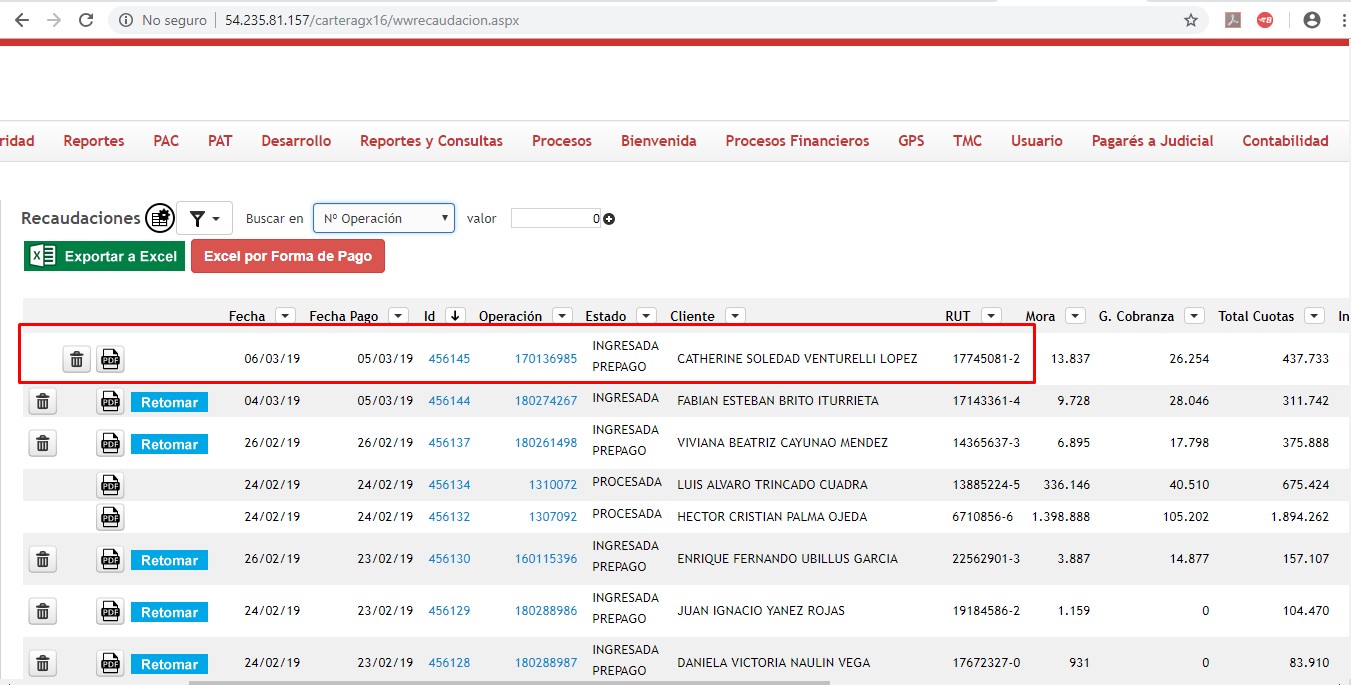 No seguro | 54.235.81.157/carteragx16/wwrecaudacion.aspx
ridad Reportes PAC PAT Desarrollo Reportes y Consultas Procesos Bienvenida Procesos Financieros GPS TMC Usuario Pagarés a Judicial Contabilidad
Recaudaciones Buscar en Nº Operación valor 0
Exportar a Excel Excel por Forma de Pago
Fecha Fecha Pago Id Operación Estado Cliente RUT Mora G. Cobranza Total Cuotas In
PDF 06/03/19 05/03/19 456145 170136985 INGRESADA PREPAGO CATHERINE SOLEDAD VENTURELLI LOPEZ 17745081-2 13.837 26.254 437.733
PDF Retomar 04/03/19 05/03/19 456144 180274267 INGRESADA FABIAN ESTEBAN BRITO ITURRIETA 17143361-4 9.728 28.046 311.742
PDF Retomar 26/02/19 26/02/19 456137 180261498 INGRESADA PREPAGO VIVIANA BEATRIZ CAYUNAO MENDEZ 14365637-3 6.895 17.798 375.888
PDF 24/02/19 24/02/19 456134 1310072 PROCESADA LUIS ALVARO TRINCADO CUADRA 13885224-5 336.146 40.510 675.424
PDF 24/02/19 24/02/19 456132 1307092 PROCESADA HECTOR CRISTIAN PALMA OJEDA 6710856-6 1.398.888 105.202 1.894.262
PDF Retomar 26/02/19 23/02/19 456130 160115396 INGRESADA PREPAGO ENRIQUE FERNANDO UBILLUS GARCIA 22562901-3 3.887 14.877 157.107
PDF Retomar 24/02/19 23/02/19 456129 180288986 INGRESADA PREPAGO JUAN IGNACIO YANEZ ROJAS 19184586-2 1.159 0 104.470
PDF Retomar 24/02/19 23/02/19 456128 180288987 INGRESADA PREPAGO DANIELA VICTORIA NAULIN VEGA 17672327-0 931 0 83.910